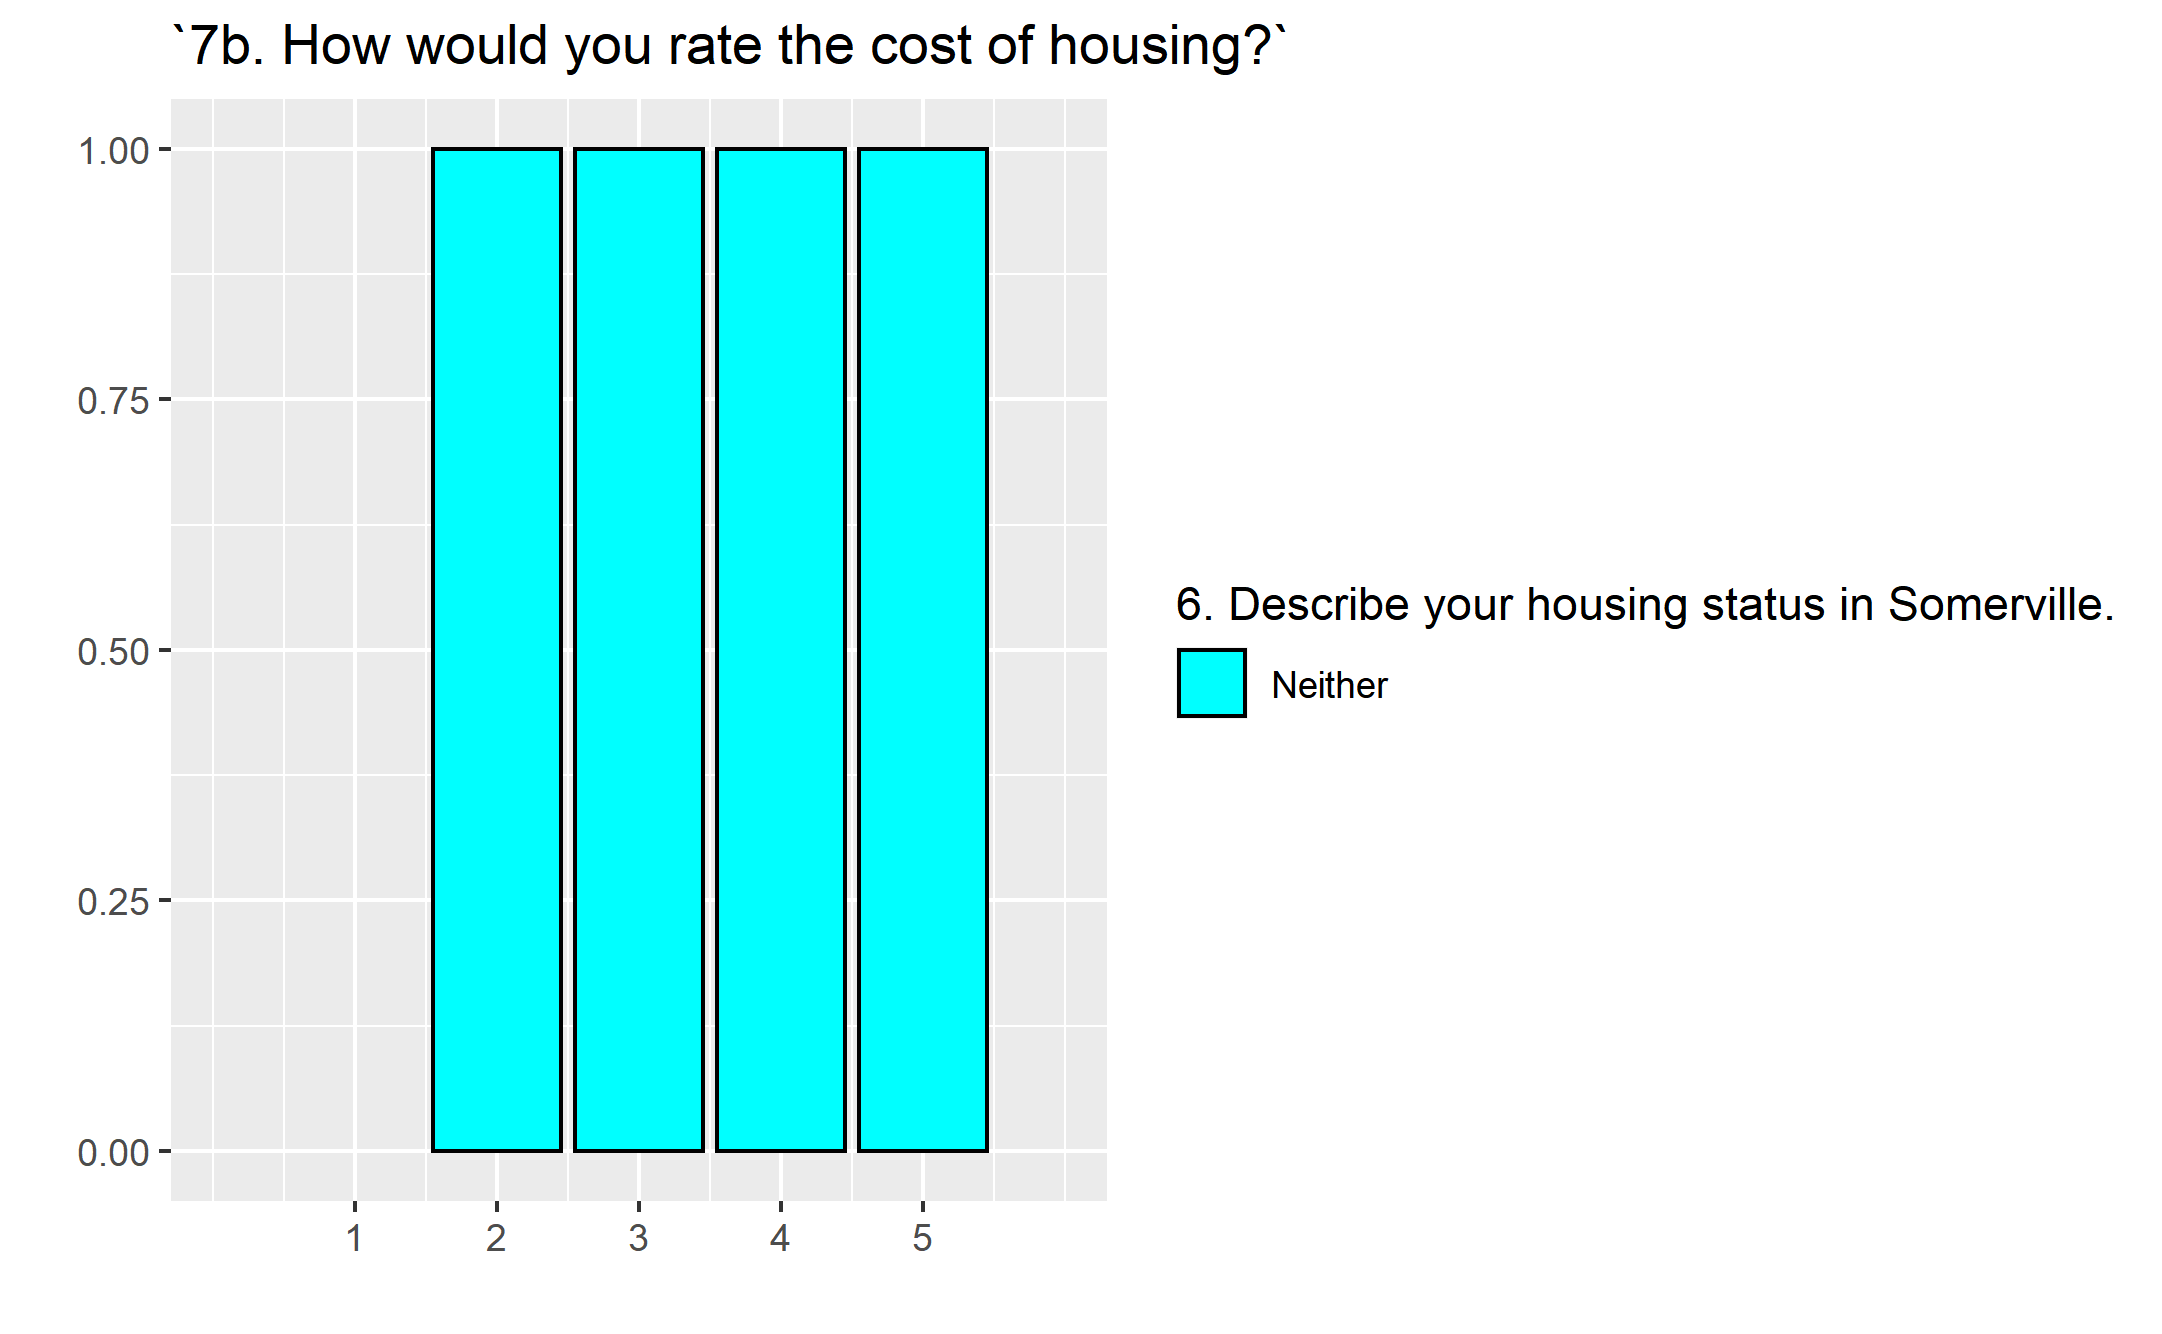 `7b. How would you rate the cost of housing?`
1.00
0.75
0.50
0.25
0.00
1 2 3 4 5
6. Describe your housing status in Somerville.
Neither